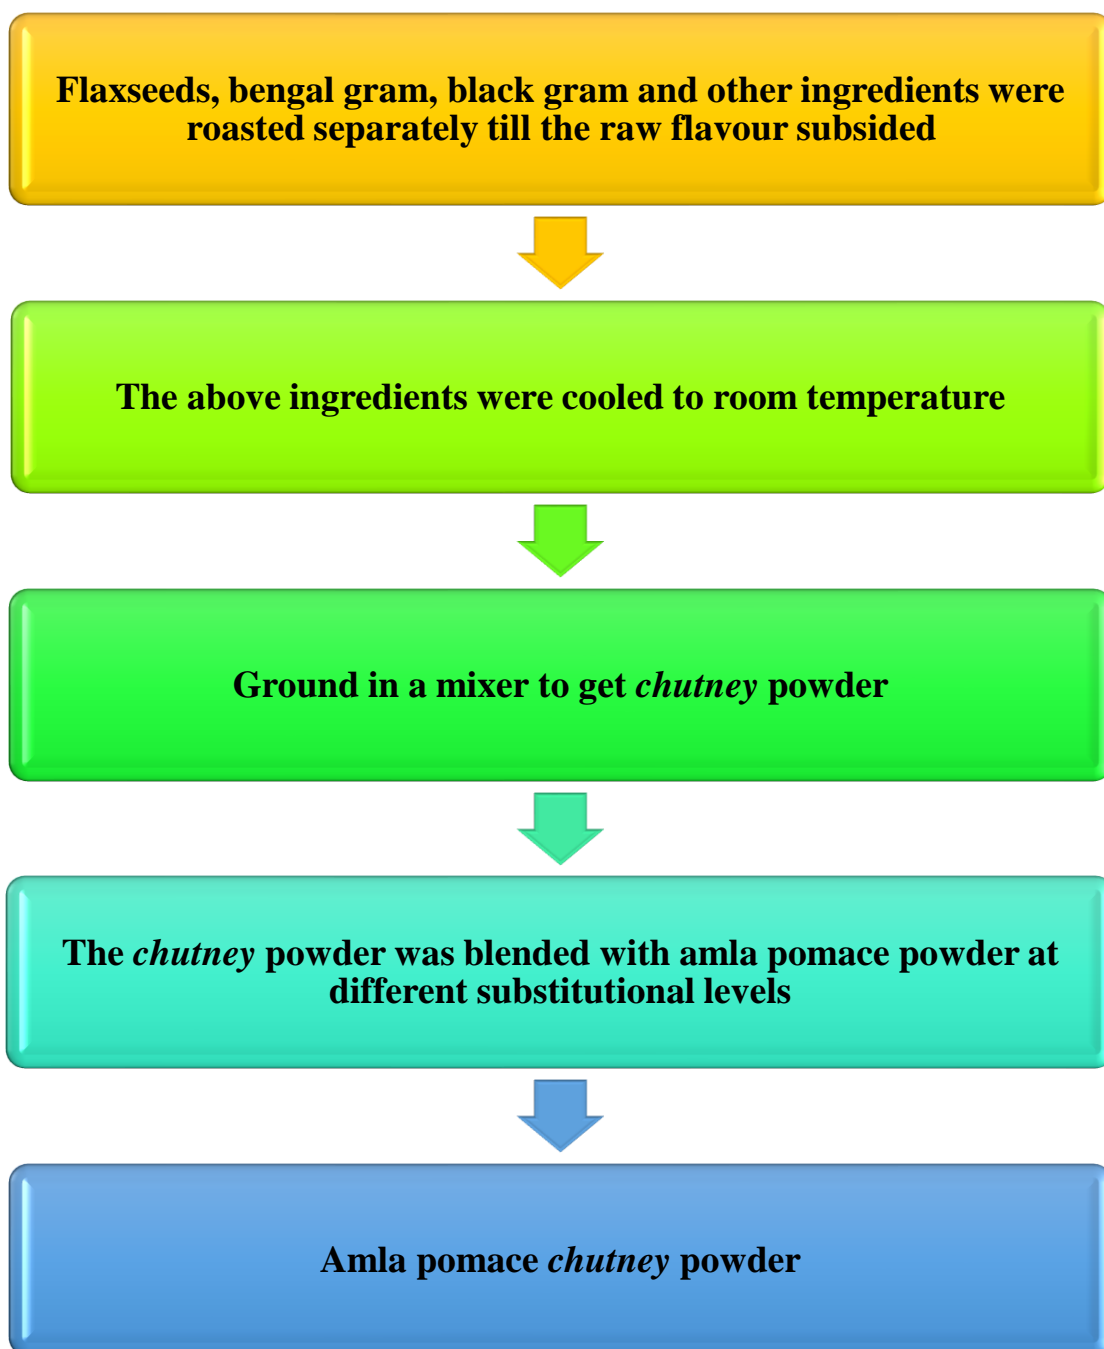 Flaxseeds, bengal gram, black gram and other ingredients were
roasted separately till the raw flavour subsided
The above ingredients were cooled to room temperature
Ground in a mixer to get chutney powder
The chutney powder was blended with amla pomace powder at
different substitutional levels
Amla pomace chutney powder